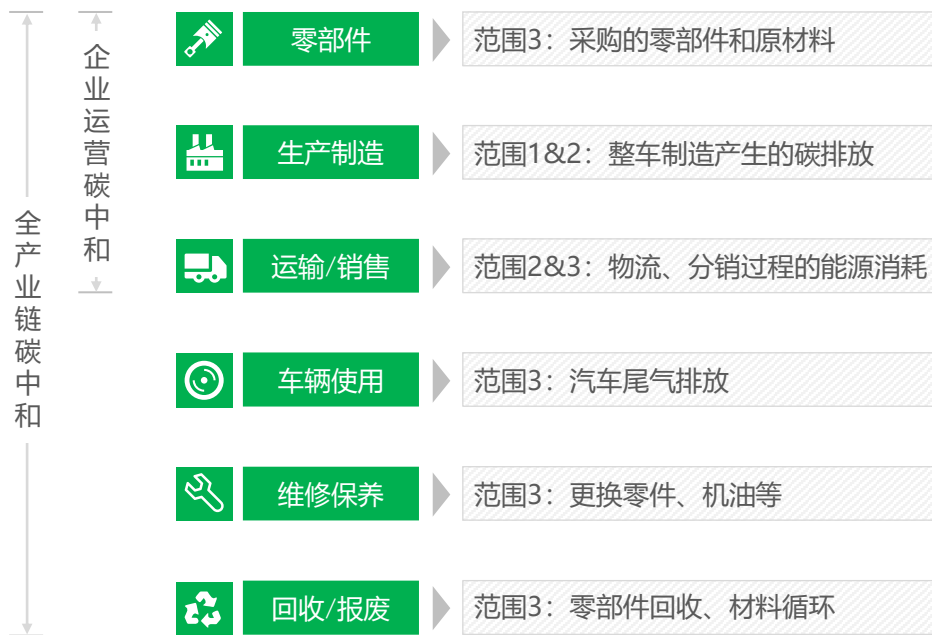 全产业链碳中和
企业运营碳中和
零部件
范围3：采购的零部件和原材料
生产制造
范围1&2：整车制造产生的碳排放
运输/销售
范围2&3：物流、分销过程的能源消耗
车辆使用
范围3：汽车尾气排放
维修保养
范围3：更换零件、机油等
回收/报废
范围3：零部件回收、材料循环